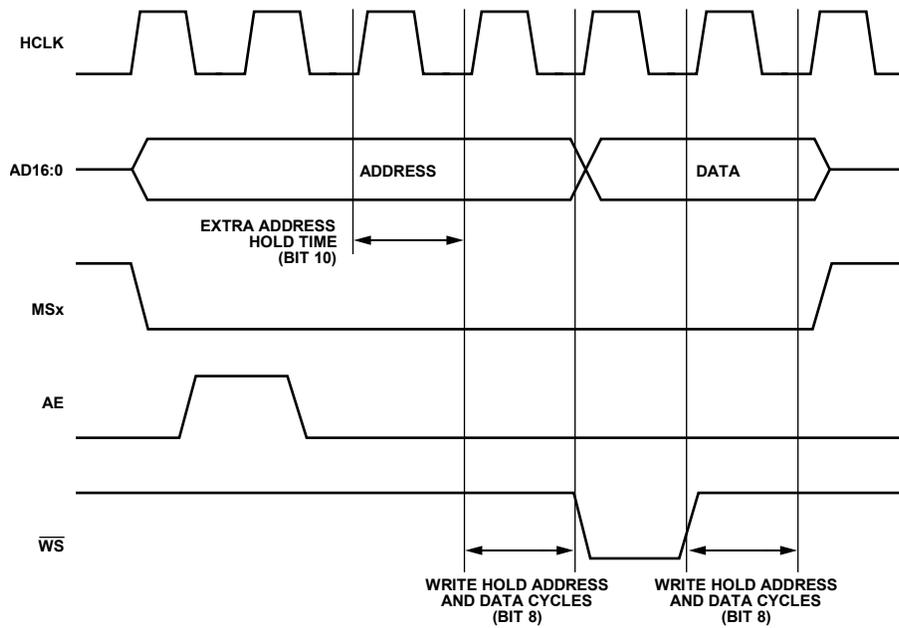 HCLK
AD16:0
ADDRESS
DATA
EXTRA ADDRESS
HOLD TIME
(BIT 10)
MSx
AE
WS
WRITE HOLD ADDRESS
AND DATA CYCLES
(BIT 8)
WRITE HOLD ADDRESS
AND DATA CYCLES
(BIT 8)